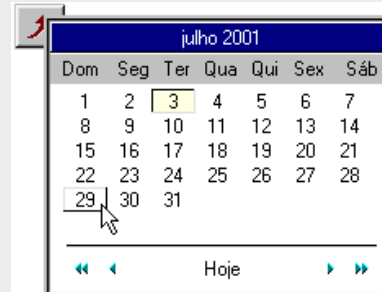 julho 2001
Dom Seg Ter Qua Qui Sex Sáb
1 2 3 4 5 6 7
8 9 10 11 12 13 14
15 16 17 18 19 20 21
22 23 24 25 26 27 28
29 30 31
Hoje